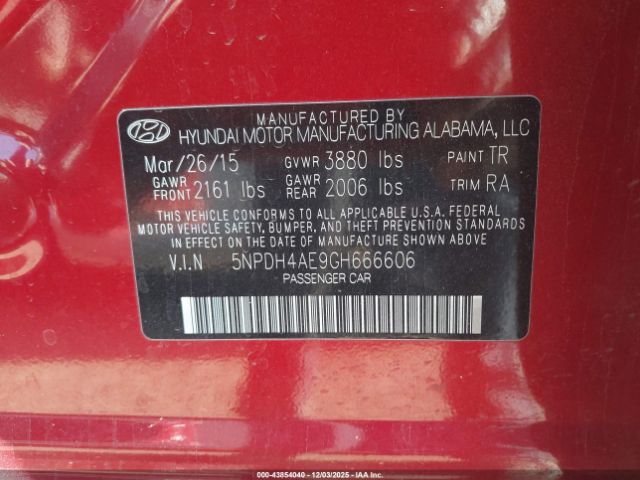 MANUFACTURED BY
HYUNDAI MOTOR MANUFACTURING ALABAMA, LLC
Mar/26/15 GVWR 3880 lbs PAINT TR
GAWR FRONT 2161 lbs GAWR REAR 2006 lbs TRIM RA
THIS VEHICLE CONFORMS TO ALL APPLICABLE U.S.A. FEDERAL
MOTOR VEHICLE SAFETY, BUMPER, AND THEFT PREVENTION STANDARDS
IN EFFECT ON THE DATE OF MANUFACTURE SHOWN ABOVE.
V.I.N 5NPDH4AE9GH666606
PASSENGER CAR
000-43854040 - 12/03/2025 - IAA, Inc.